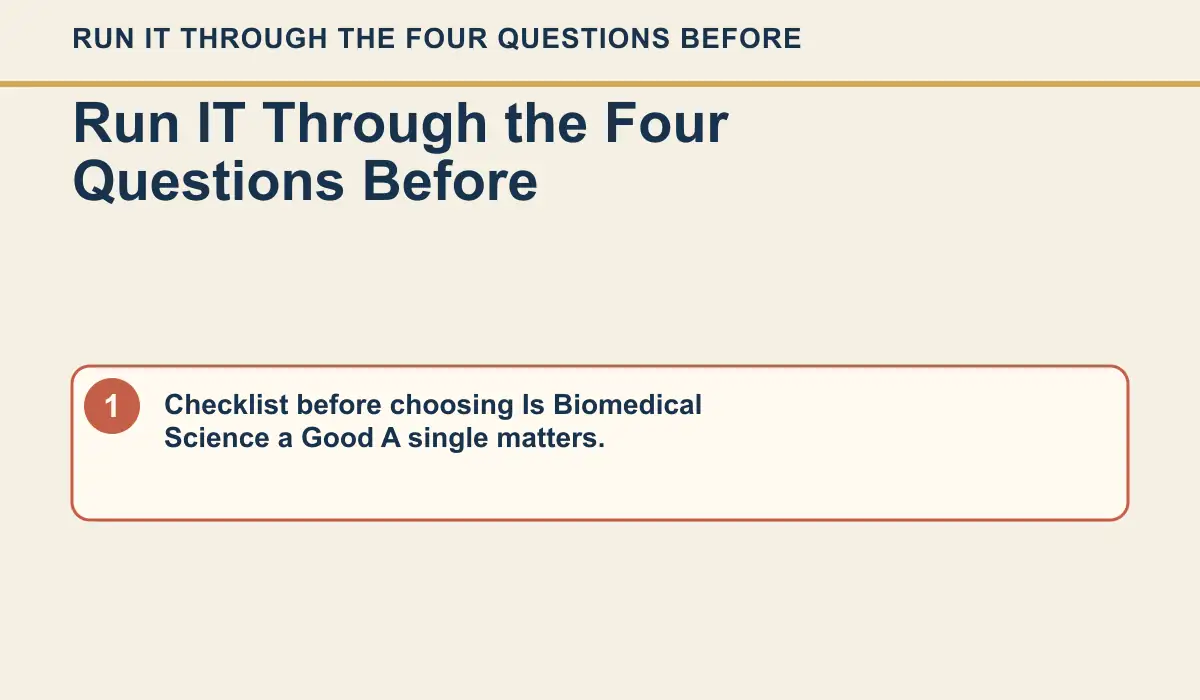 RUN IT THROUGH THE FOUR QUESTIONS BEFORE
Run IT Through the Four
Questions Before
1
Checklist before choosing Is Biomedical
Science a Good A single matters.